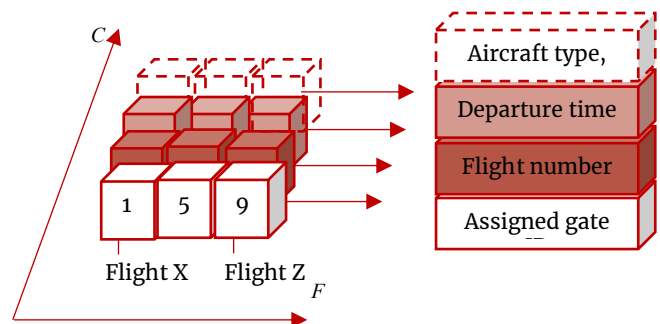 C
Aircraft type,
Departure time
Flight number
1 5 9
Assigned gate
Flight X Flight Z
F